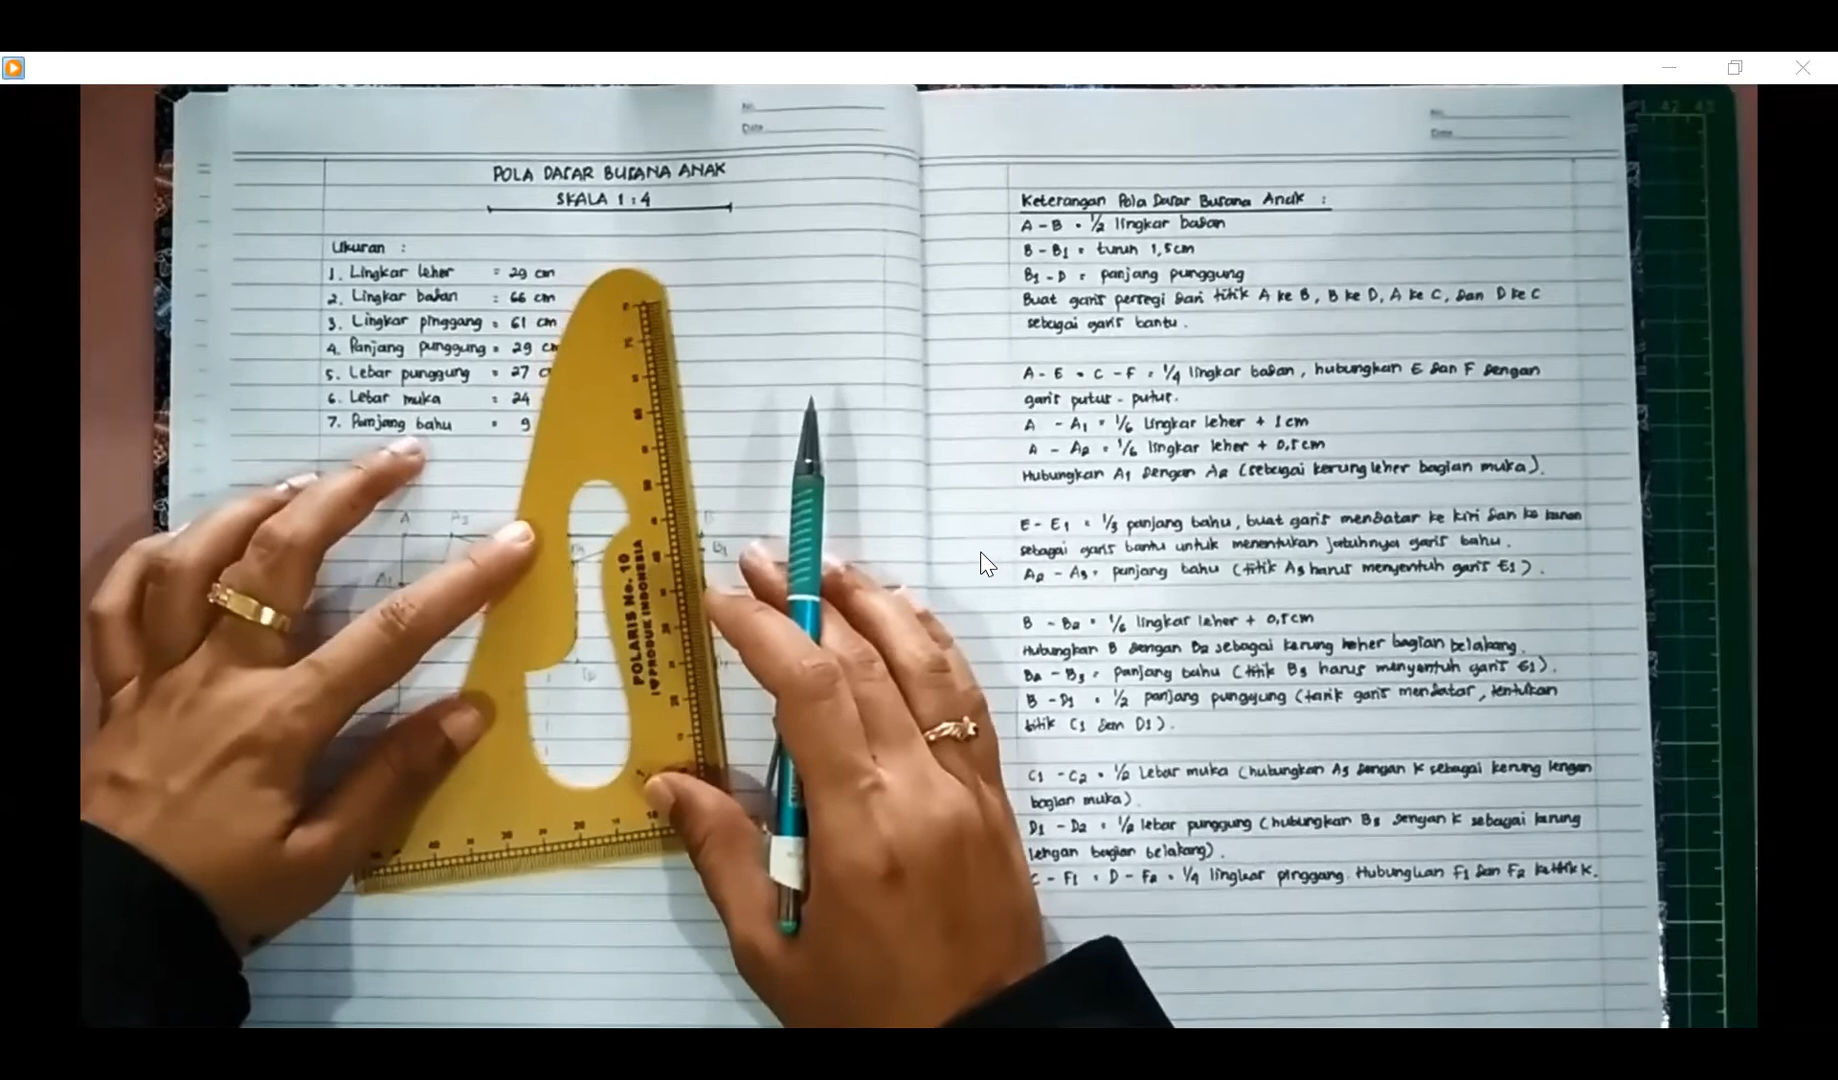 No.
Date
POLA DASAR BUSANA ANAK
SKALA 1 : 4
Ukuran :
1. Lingkar leher = 29 cm
2. Lingkar badan = 66 cm
3. Lingkar pinggang = 61 cm
4. Panjang punggung = 29 cm
5. Lebar punggung = 27 c
6. Lebar muka = 24
7. Panjang bahu = 9
A
B
B1
A1
POLARIS No. 10
PRODUK INDONESIA
No.
Date
Keterangan Pola Dasar Busana Anak :
A - B = 1/2 lingkar badan
B - B1 = turun 1,5cm
B1 - D = panjang punggung
Buat garis persegi dari titik A ke B, B ke D, A ke C, dan D ke C
sebagai garis bantu.
A - E = C - F = 1/4 lingkar badan, hubungkan E dan F dengan
garis putus - putus.
A - A1 = 1/6 lingkar leher + 1 cm
A - A2 = 1/6 lingkar leher + 0,5 cm
Hubungkan A1 dengan A2 (sebagai kerung leher bagian muka).
E - E1 = 1/3 panjang bahu, buat garis mendatar ke kiri dan ke kanan
sebagai garis bantu untuk menentukan jatuhnya garis bahu.
A2 - A3 = panjang bahu (titik A3 harus menyentuh garis E1).
B - B2 = 1/6 lingkar leher + 0,5 cm
Hubungkan B dengan B2 sebagai kerung leher bagian belakang.
B2 - B3 = panjang bahu (titik B3 harus menyentuh garis E1).
B - D1 = 1/2 panjang punggung (tarik garis mendatar, tentukan
titik C1 dan D1).
C1 - C2 = 1/2 Lebar muka (hubungkan A3 dengan K sebagai kerung lengan
bagian muka).
D1 - D2 = 1/2 lebar punggung (hubungkan B3 dengan K sebagai kerung
lengan bagian belakang).
C - F1 = D - F2 = 1/4 lingkar pinggang. Hubungkan F1 dan F2 ke titik K.